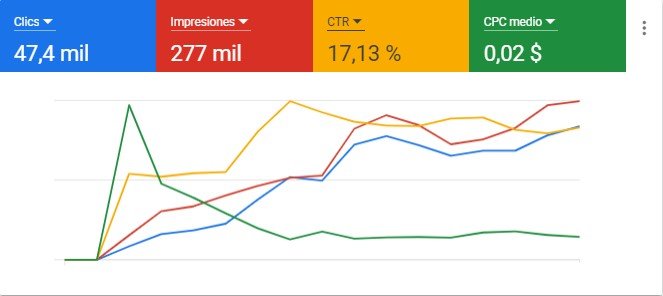 Clics
47,4 mil
Impresiones
277 mil
CTR
17,13 %
CPC medio
0,02 $